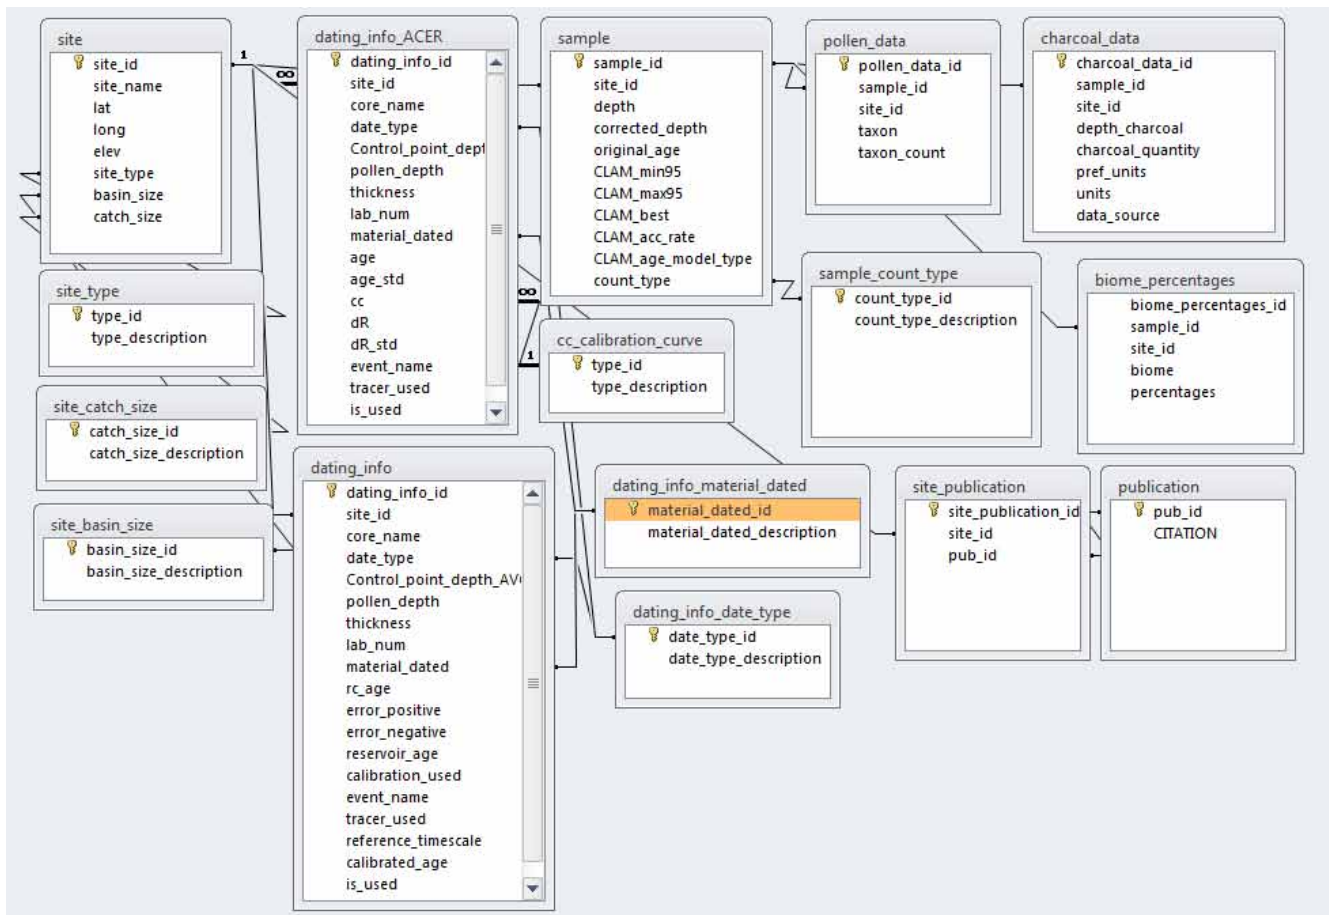 site
site_id
site_name
lat
long
elev
site_type
basin_size
catch_size
1
∞
dating_info_ACER
dating_info_id
site_id
core_name
date_type
Control_point_dept
pollen_depth
thickness
lab_num
material_dated
age
age_std
cc
dR
dR_std
event_name
tracer_used
is_used
sample
sample_id
site_id
depth
corrected_depth
original_age
CLAM_min95
CLAM_max95
CLAM_best
CLAM_acc_rate
CLAM_age_model_type
count_type
pollen_data
pollen_data_id
sample_id
site_id
taxon
taxon_count
charcoal_data
charcoal_data_id
sample_id
site_id
depth_charcoal
charcoal_quantity
pref_units
units
data_source
site_type
type_id
type_description
∞
1
cc_calibration_curve
type_id
type_description
sample_count_type
count_type_id
count_type_description
biome_percentages
biome_percentages_id
sample_id
site_id
biome
percentages
site_catch_size
catch_size_id
catch_size_description
site_basin_size
basin_size_id
basin_size_description
dating_info
dating_info_id
site_id
core_name
date_type
Control_point_depth_AV
pollen_depth
thickness
lab_num
material_dated
rc_age
error_positive
error_negative
reservoir_age
calibration_used
event_name
tracer_used
reference_timescale
calibrated_age
is_used
dating_info_material_dated
material_dated_id
material_dated_description
dating_info_date_type
date_type_id
date_type_description
site_publication
site_publication_id
site_id
pub_id
publication
pub_id
CITATION